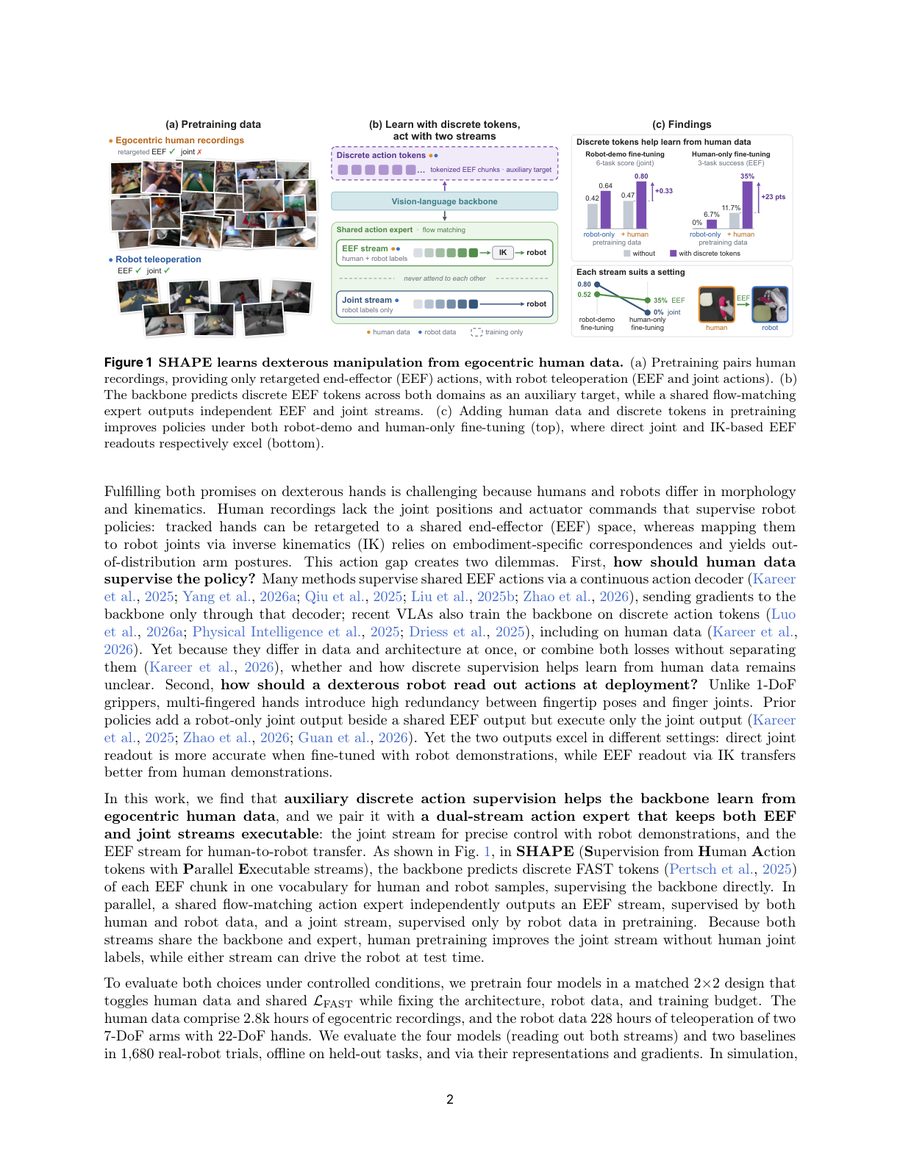 (a) Pretraining data
• Egocentric human recordings
retargeted EEF ✓ joint ✗
• Robot teleoperation
EEF ✓ joint ✓
(b) Learn with discrete tokens,
act with two streams
Discrete action tokens
... tokenized EEF chunks · auxiliary target
Vision-language backbone
Shared action expert · flow matching
EEF stream
human + robot labels
IK
robot
never attend to each other
Joint stream
robot labels only
robot
human data robot data training only
(c) Findings
Discrete tokens help learn from human data
Robot-demo fine-tuning
6-task score (joint)
0.42
0.64
0.47
0.80
+0.33
robot-only + human
pretraining data
Human-only fine-tuning
3-task success (EEF)
0%
6.7%
11.7%
35%
+23 pts
robot-only + human
pretraining data
without with discrete tokens
Each stream suits a setting
0.80
0.52
35% EEF
0% joint
robot-demo
fine-tuning
human-only
fine-tuning
EEF
human
robot
Figure 1 SHAPE learns dexterous manipulation from egocentric human data. (a) Pretraining pairs human
recordings, providing only retargeted end-effector (EEF) actions, with robot teleoperation (EEF and joint actions). (b)
The backbone predicts discrete EEF tokens across both domains as an auxiliary target, while a shared flow-matching
expert outputs independent EEF and joint streams. (c) Adding human data and discrete tokens in pretraining
improves policies under both robot-demo and human-only fine-tuning (top), where direct joint and IK-based EEF
readouts respectively excel (bottom).
Fulfilling both promises on dexterous hands is challenging because humans and robots differ in morphology
and kinematics. Human recordings lack the joint positions and actuator commands that supervise robot
policies: tracked hands can be retargeted to a shared end-effector (EEF) space, whereas mapping them
to robot joints via inverse kinematics (IK) relies on embodiment-specific correspondences and yields out-
of-distribution arm postures. This action gap creates two dilemmas. First, how should human data
supervise the policy? Many methods supervise shared EEF actions via a continuous action decoder (Kareer
et al., 2025; Yang et al., 2026a; Qiu et al., 2025; Liu et al., 2025b; Zhao et al., 2026), sending gradients to the
backbone only through that decoder; recent VLAs also train the backbone on discrete action tokens (Luo
et al., 2026a; Physical Intelligence et al., 2025; Driess et al., 2025), including on human data (Kareer et al.,
2026). Yet because they differ in data and architecture at once, or combine both losses without separating
them (Kareer et al., 2026), whether and how discrete supervision helps learn from human data remains
unclear. Second, how should a dexterous robot read out actions at deployment? Unlike 1-DoF
grippers, multi-fingered hands introduce high redundancy between fingertip poses and finger joints. Prior
policies add a robot-only joint output beside a shared EEF output but execute only the joint output (Kareer
et al., 2025; Zhao et al., 2026; Guan et al., 2026). Yet the two outputs excel in different settings: direct joint
readout is more accurate when fine-tuned with robot demonstrations, while EEF readout via IK transfers
better from human demonstrations.
In this work, we find that auxiliary discrete action supervision helps the backbone learn from
egocentric human data, and we pair it with a dual-stream action expert that keeps both EEF
and joint streams executable: the joint stream for precise control with robot demonstrations, and the
EEF stream for human-to-robot transfer. As shown in Fig. 1, in SHAPE (Supervision from Human Action
tokens with Parallel Executable streams), the backbone predicts discrete FAST tokens (Pertsch et al., 2025)
of each EEF chunk in one vocabulary for human and robot samples, supervising the backbone directly. In
parallel, a shared flow-matching action expert independently outputs an EEF stream, supervised by both
human and robot data, and a joint stream, supervised only by robot data in pretraining. Because both
streams share the backbone and expert, human pretraining improves the joint stream without human joint
labels, while either stream can drive the robot at test time.
To evaluate both choices under controlled conditions, we pretrain four models in a matched 2×2 design that
toggles human data and shared ℒFAST while fixing the architecture, robot data, and training budget. The
human data comprise 2.8k hours of egocentric recordings, and the robot data 228 hours of teleoperation of two
7-DoF arms with 22-DoF hands. We evaluate the four models (reading out both streams) and two baselines
in 1,680 real-robot trials, offline on held-out tasks, and via their representations and gradients. In simulation,
2